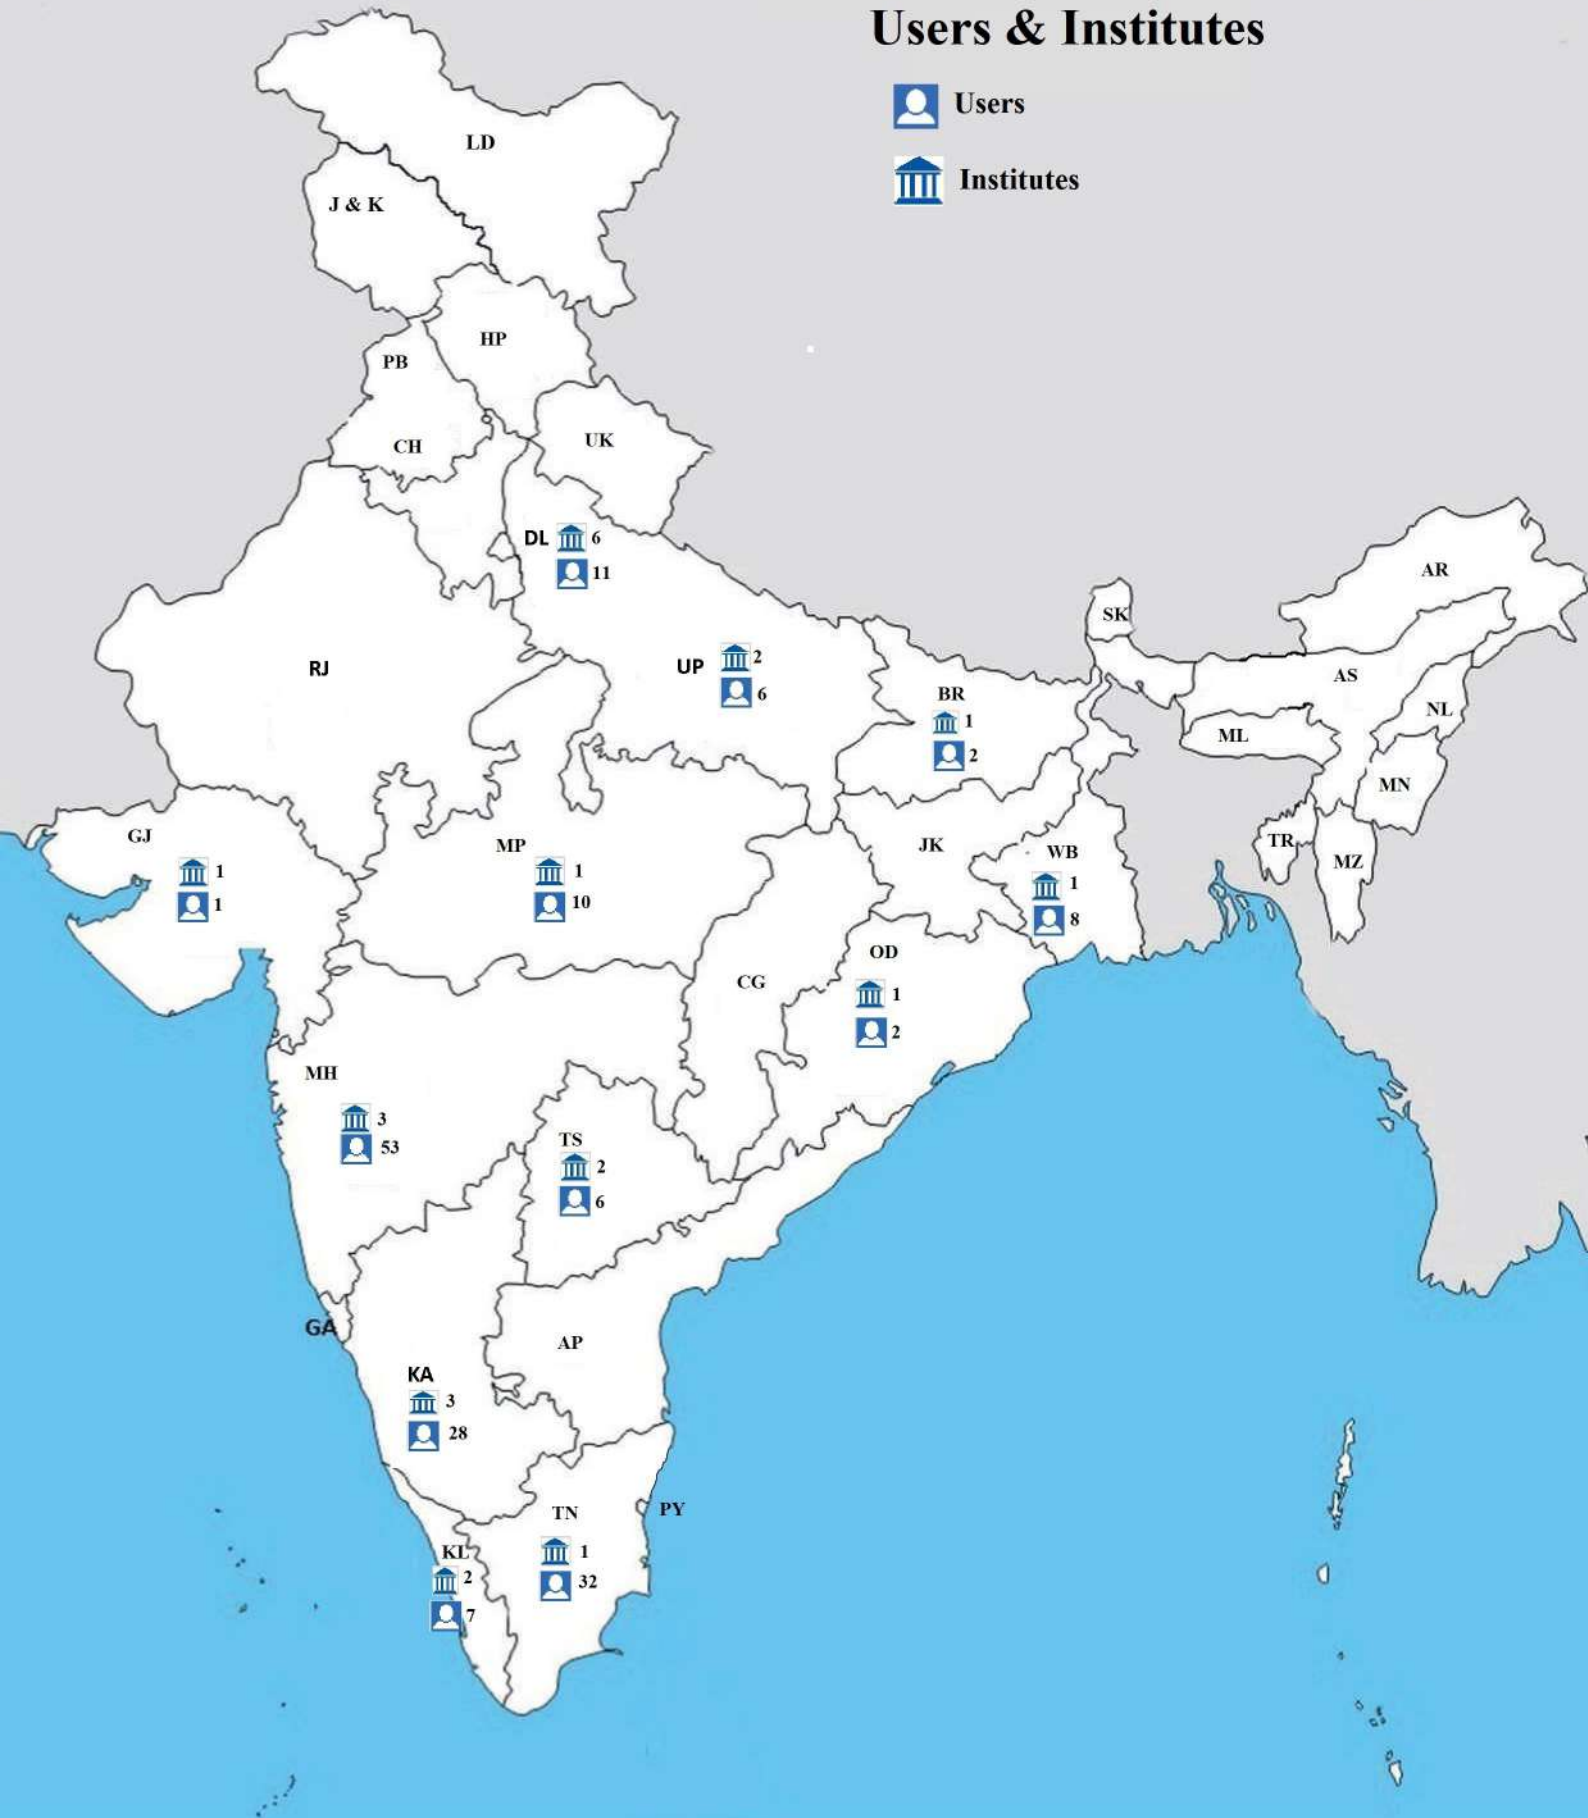 Users & Institutes
Users
Institutes
LD
J & K
HP
PB
CH
UK
DL 6
11
AR
SK
RJ
UP 2
6
BR
1
2
AS
NL
ML
MN
GJ
1
1
MP
1
10
JK
WB
1
8
TR
MZ
OD
1
2
CG
MH
3
53
TS
2
6
GA
AP
KA
3
28
TN
1
32
PY
KL
2
7